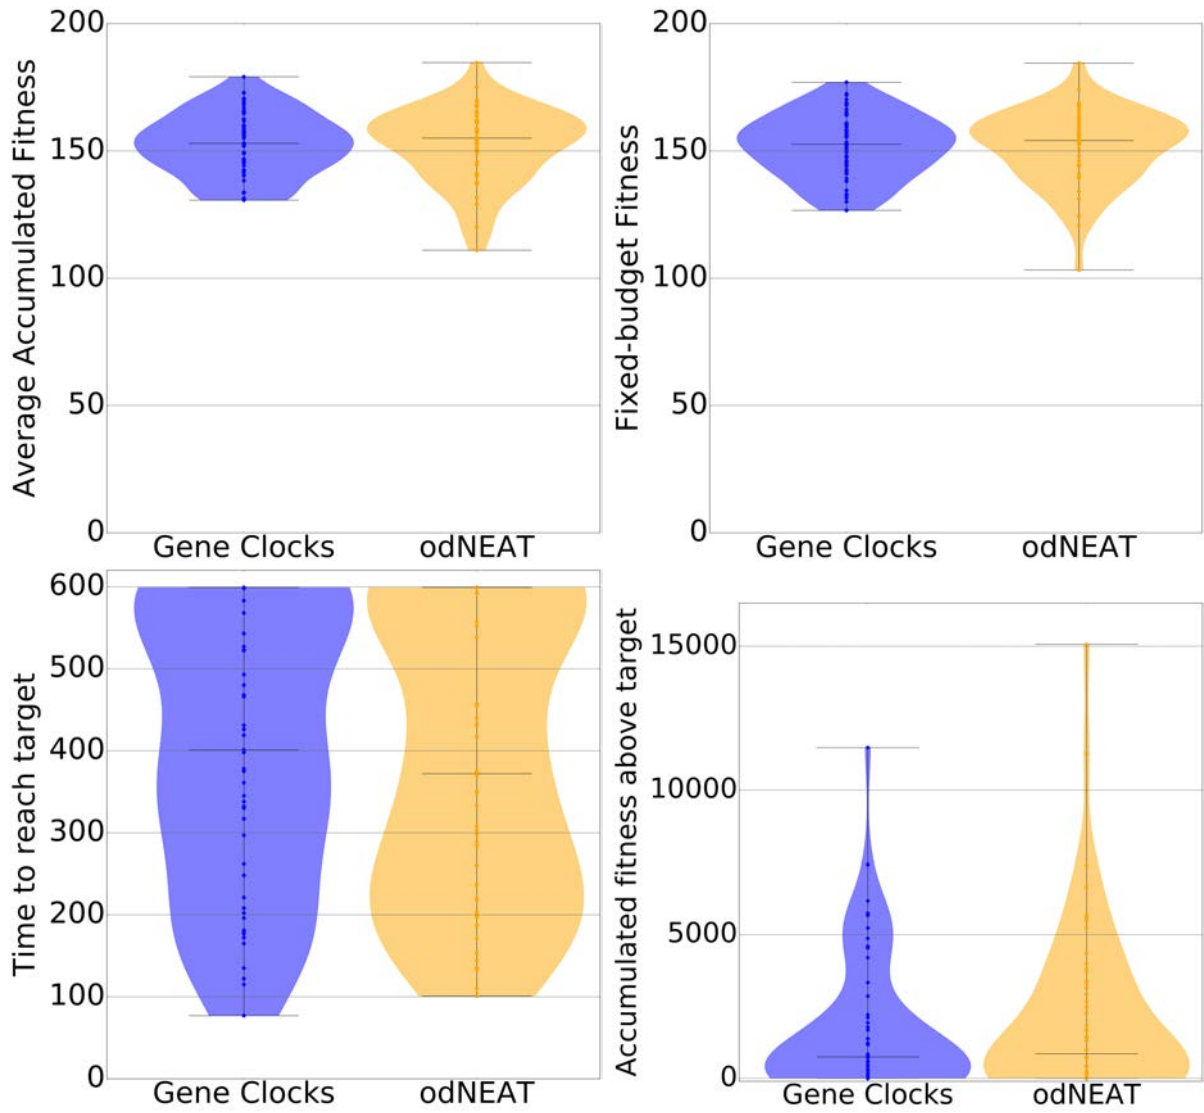 Average Accumulated Fitness
200
150
100
50
0
Gene Clocks
odNEAT
Fixed-budget Fitness
200
150
100
50
0
Gene Clocks
odNEAT
Time to reach target
600
500
400
300
200
100
0
Gene Clocks
odNEAT
Accumulated fitness above target
15000
10000
5000
0
Gene Clocks
odNEAT